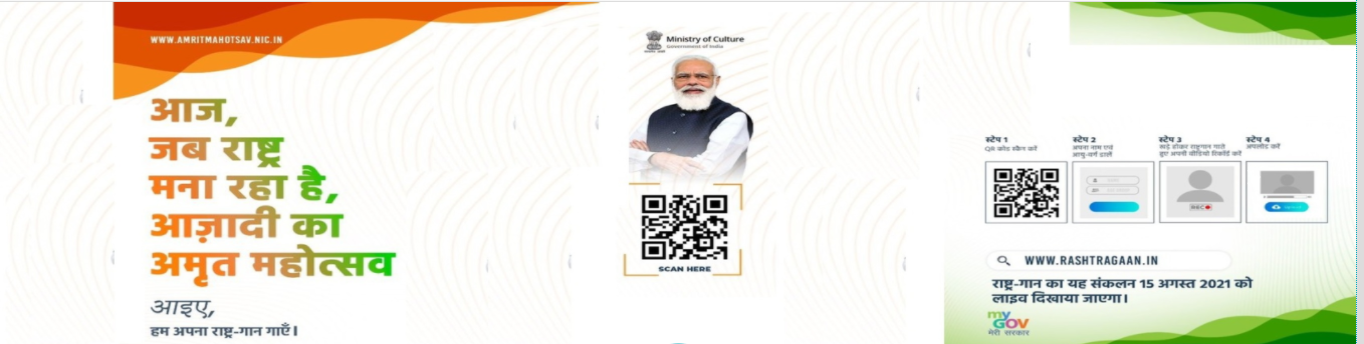 WWW.AMRITMAHOTSAV.NIC.IN
आज,
जब राष्ट्र
मना रहा है,
आज़ादी का
अमृत महोत्सव
आइए,
हम अपना राष्ट्र-गान गाएँ।
Ministry of Culture
Government of India
SCAN HERE
स्टेप 1
QR कोड स्कैन करें
स्टेप 2
अपना नाम एवं
आयु-वर्ग डालें
स्टेप 3
खड़े होकर राष्ट्रगान गाते
हुए अपनी वीडियो रिकॉर्ड करें
स्टेप 4
अपलोड करें
REC
WWW.RASHTRAGAAN.IN
राष्ट्र-गान का यह संकलन 15 अगस्त 2021 को
लाइव दिखाया जाएगा।
my
GOV
मेरी सरकार